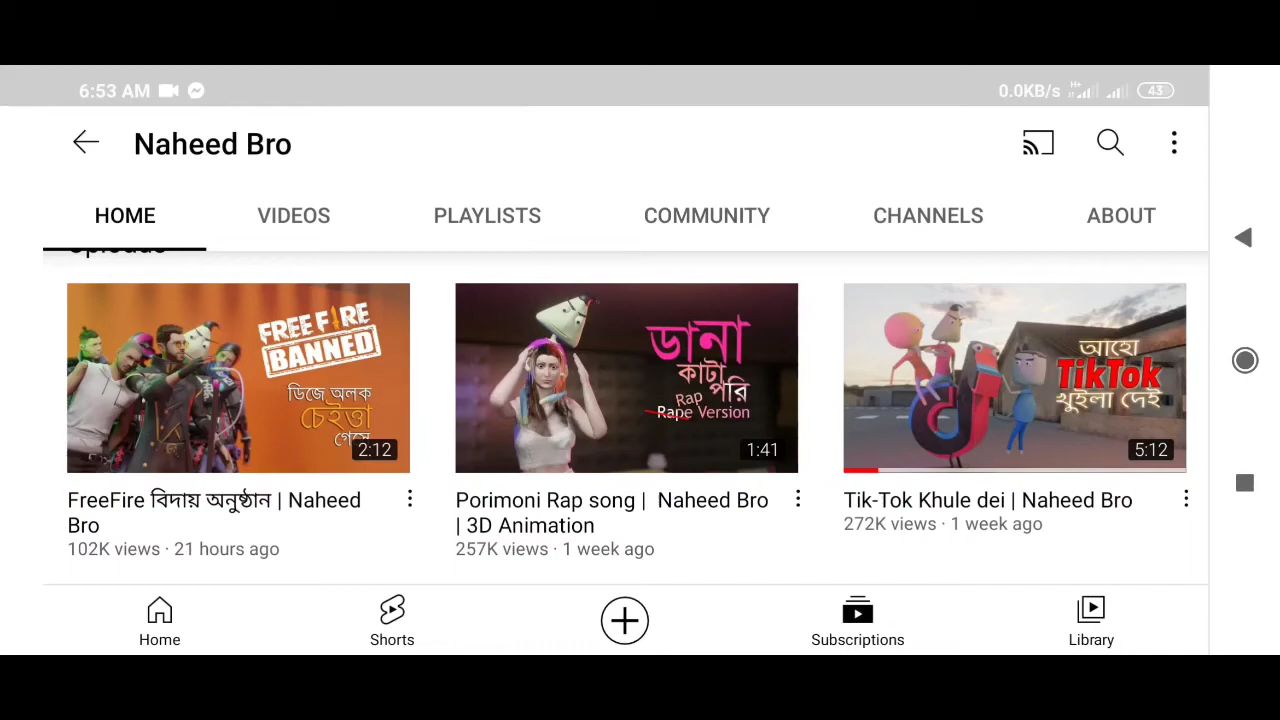 6:53 AM
0.0KB/s H+ 43
Naheed Bro
HOME VIDEOS PLAYLISTS COMMUNITY CHANNELS ABOUT
Uploads
FREE FIRE
BANNED
ডিজে অলক
চেইত্তা
গেসে
2:12
ডানা
কাটা
পরি
Rap
Rape Version
1:41
আহো
TikTok
খুইলা দেই
5:12
FreeFire বিদায় অনুষ্ঠান | Naheed
Bro
102K views · 21 hours ago
Porimoni Rap song | Naheed Bro
| 3D Animation
257K views · 1 week ago
Tik-Tok Khule dei | Naheed Bro
272K views · 1 week ago
Home Shorts Subscriptions Library